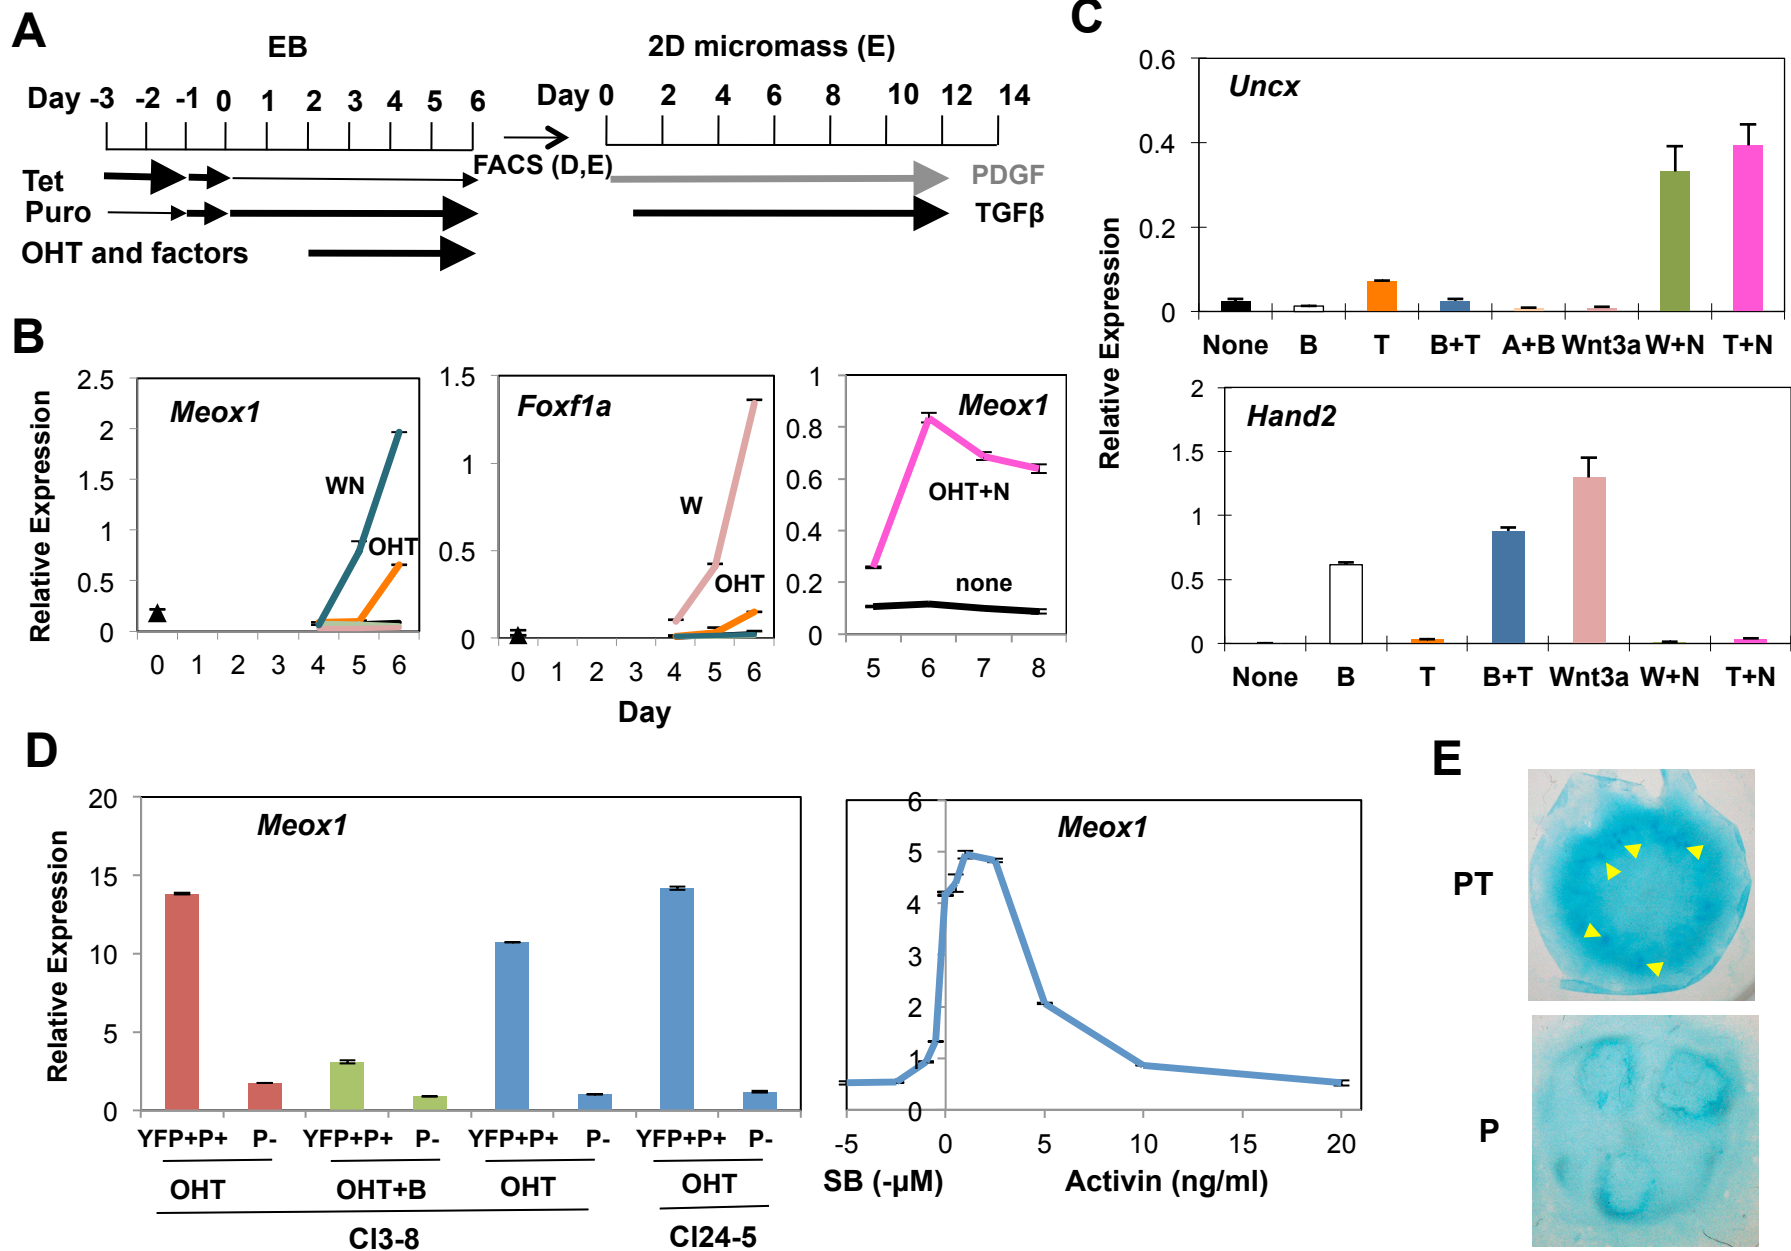 A
EB
2D micromass (E)
Day -3 -2 -1 0 1 2 3 4 5 6
Day 0 2 4 6 8 10 12 14
FACS (D,E)
Tet
Puro
OHT and factors
PDGF
TGFβ
B
Relative Expression
2.5
2
1.5
1
0.5
0
Meox1
WN
OHT
0 1 2 3 4 5 6
1.5
1
0.5
0
Foxf1a
W
OHT
0 1 2 3 4 5 6
Day
1
0.8
0.6
0.4
0.2
0
Meox1
OHT+N
none
5 6 7 8
C
Relative Expression
0.6
0.4
0.2
0
Uncx
None B T B+T A+B Wnt3a W+N T+N
2
1.5
1
0.5
0
Hand2
None B T B+T Wnt3a W+N T+N
D
Relative Expression
20
15
10
5
0
Meox1
YFP+P+ P- YFP+P+ P- YFP+P+ P- YFP+P+ P-
OHT OHT+B OHT OHT
Cl3-8 Cl24-5
6
5
4
3
2
1
0
Meox1
-5 0 5 10 15 20
SB (-µM) Activin (ng/ml)
E
PT
P